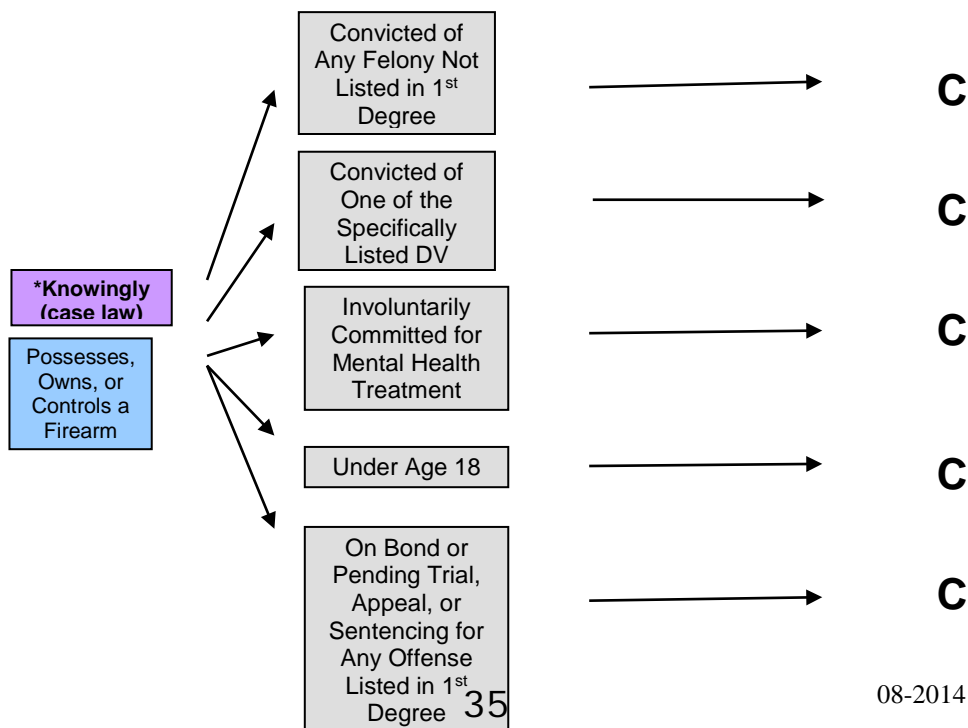 Convicted of
Any Felony Not
Listed in 1st
Degree
C
Convicted of
One of the
Specifically
Listed DV
C
*Knowingly
(case law)
Possesses,
Owns, or
Controls a
Firearm
Involuntarily
Committed for
Mental Health
Treatment
C
Under Age 18
C
On Bond or
Pending Trial,
Appeal, or
Sentencing for
Any Offense
Listed in 1st
Degree
C
35
08-2014